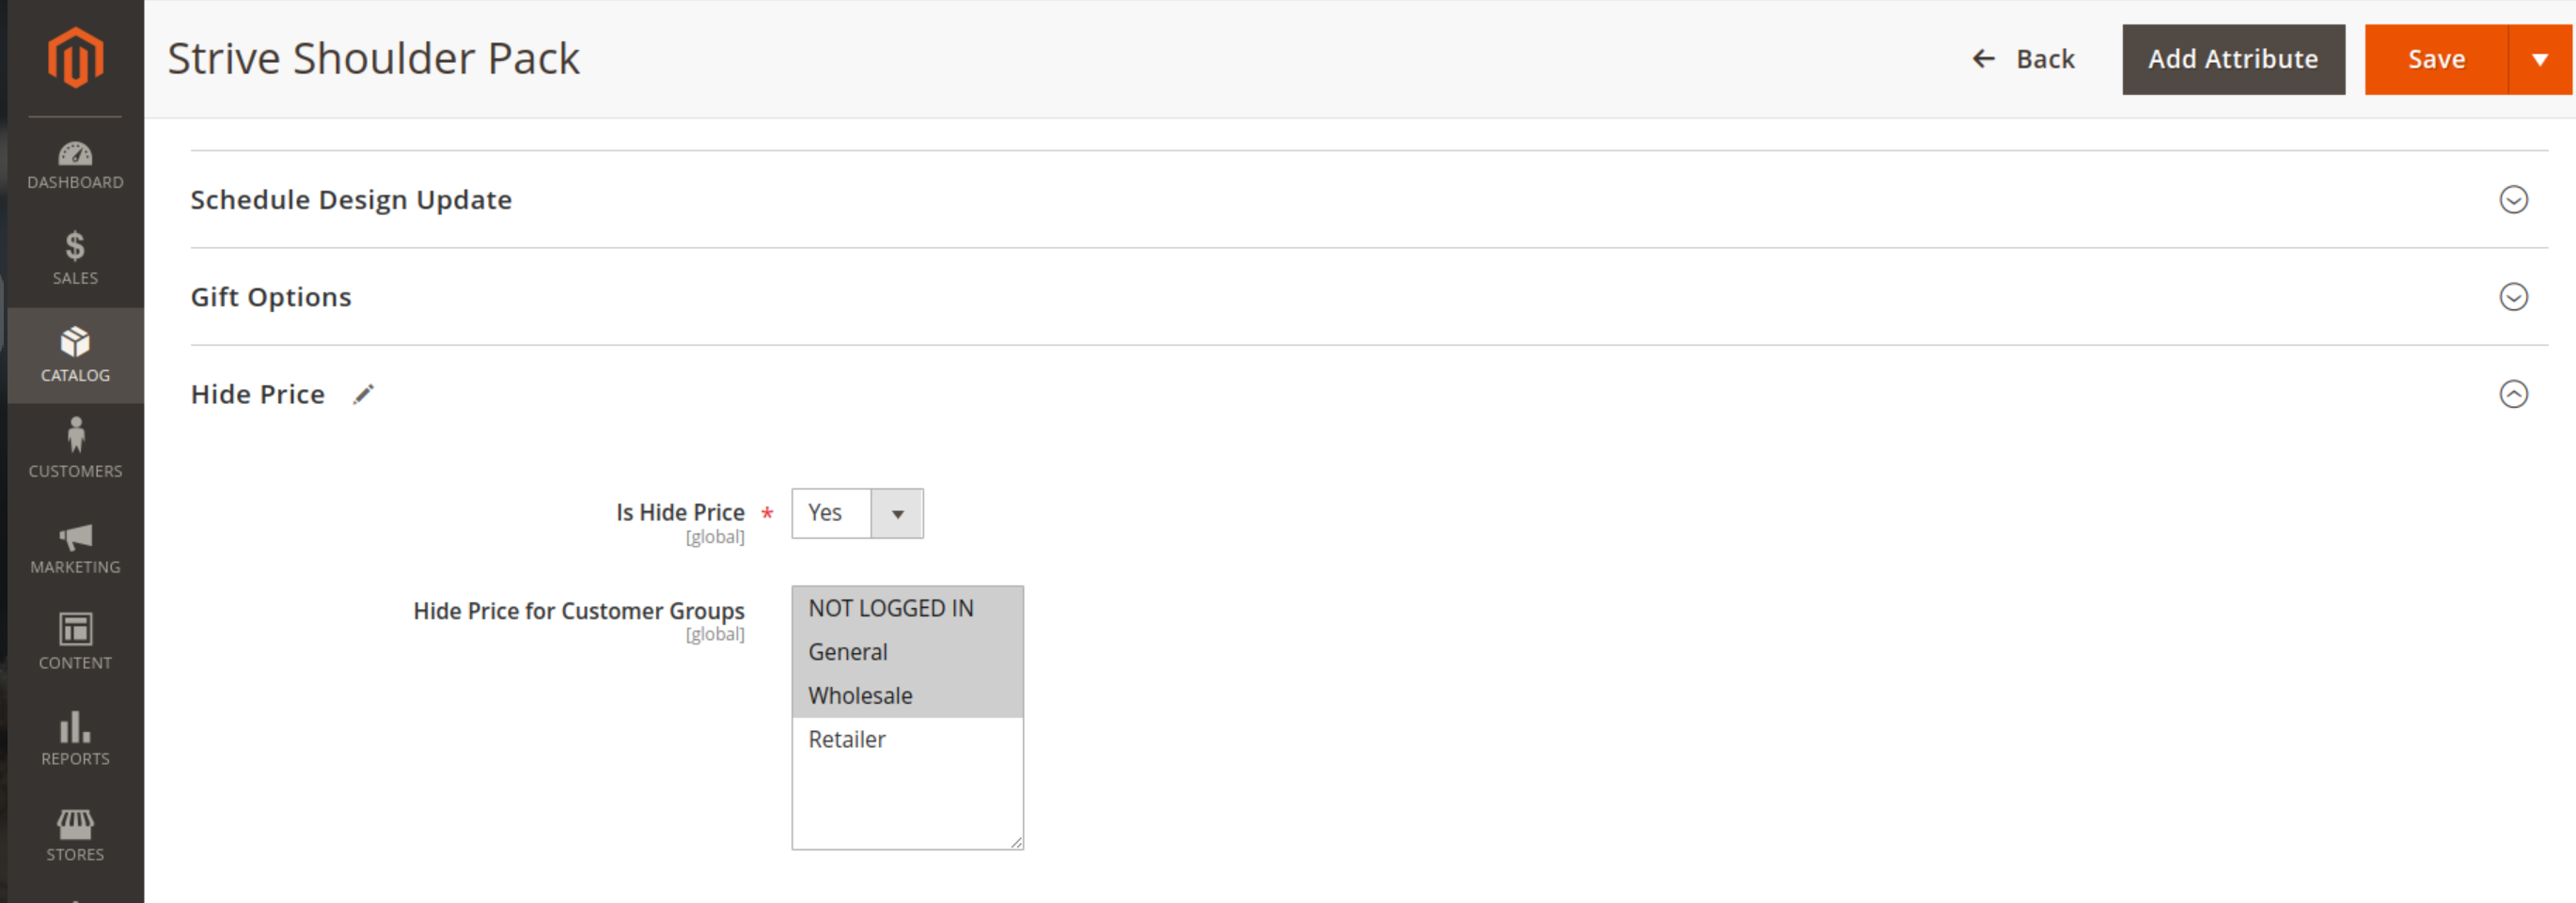 Strive Shoulder Pack
Back
Add Attribute
Save
DASHBOARD
SALES
CATALOG
CUSTOMERS
MARKETING
CONTENT
REPORTS
STORES
Schedule Design Update
Gift Options
Hide Price
Is Hide Price *
[global]
Yes
Hide Price for Customer Groups
[global]
NOT LOGGED IN
General
Wholesale
Retailer